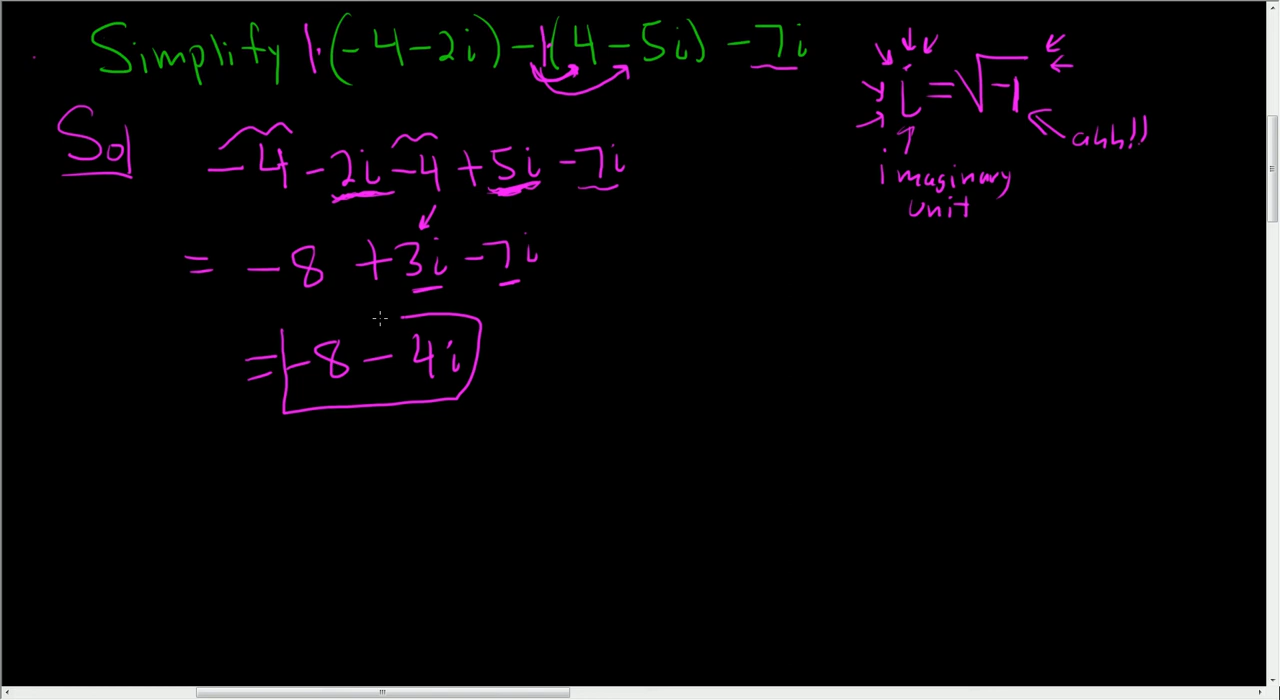 Simplify 1·(-4-2i) -1·(4-5i) -7i
Sol
-4-2i-4+5i-7i
= -8 +3i-7i
= -8-4i
i=√-1
ahh!!
imaginary
unit